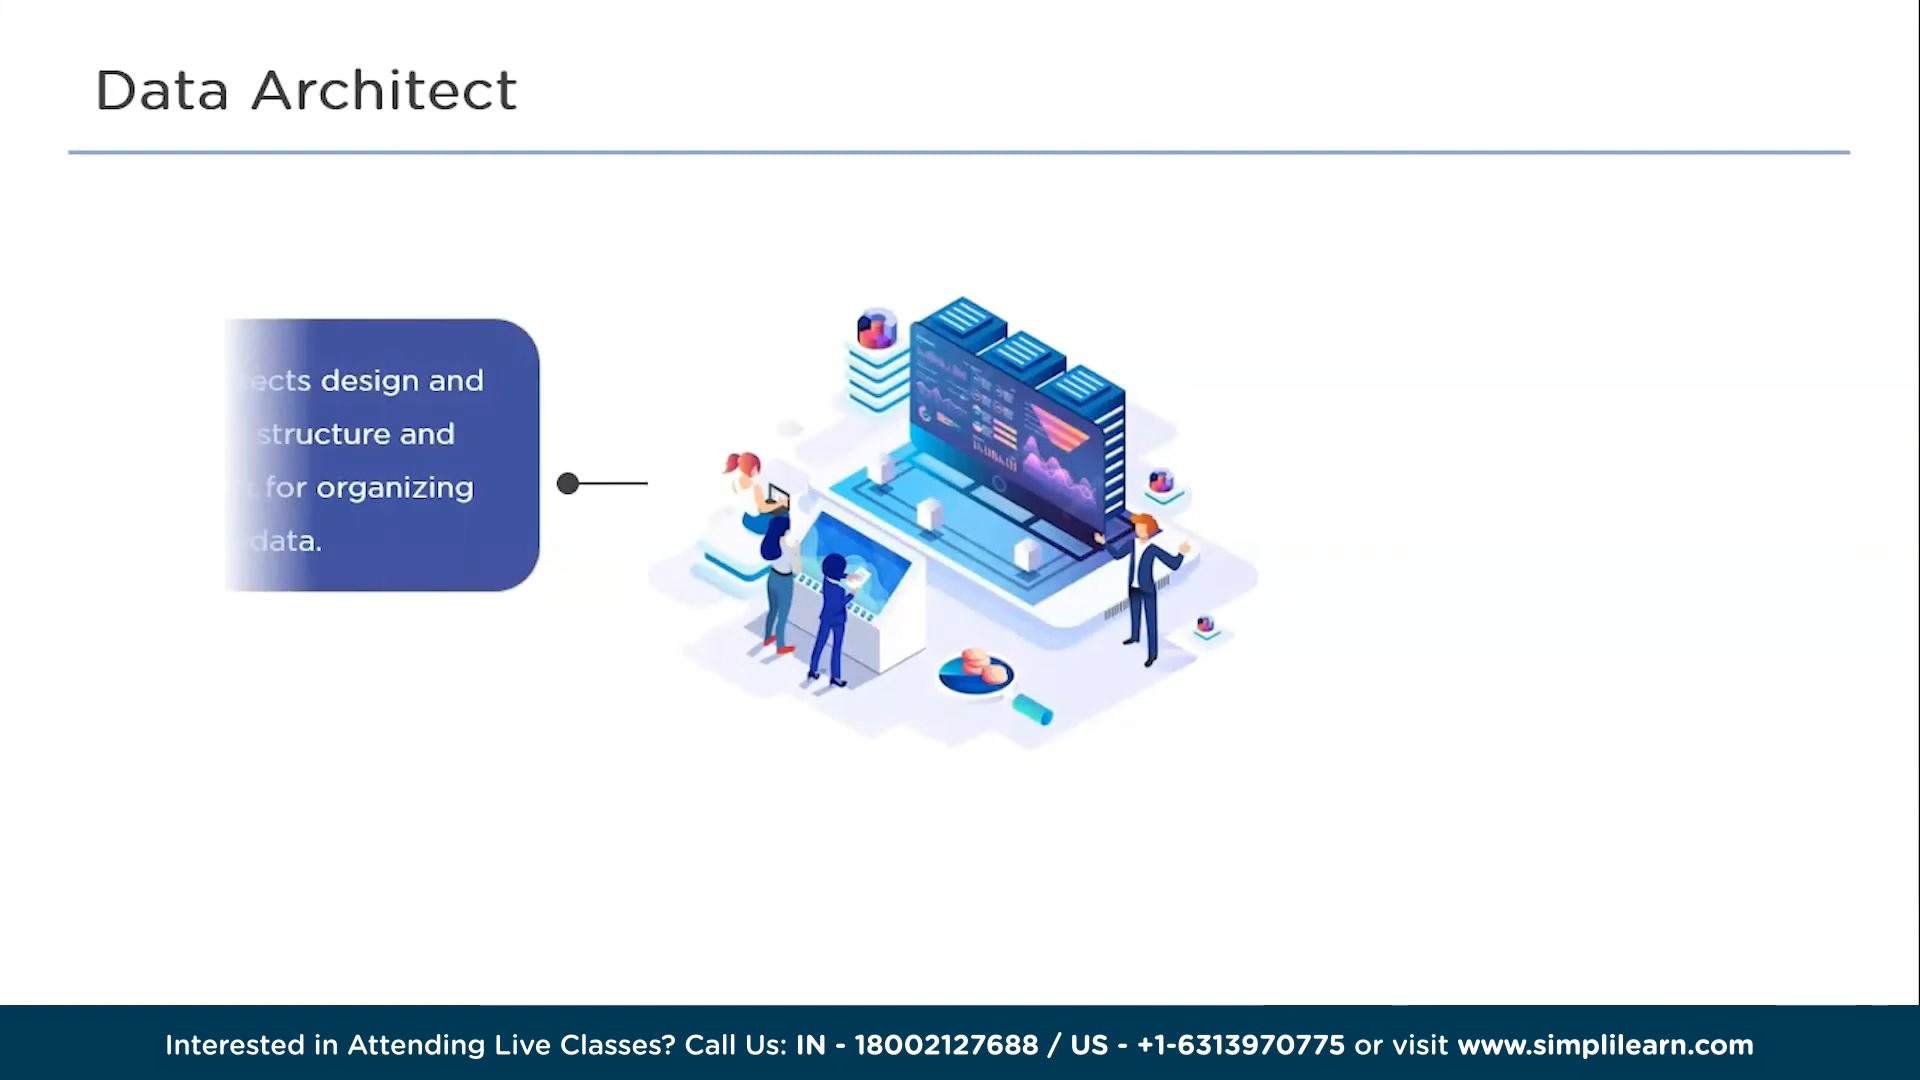 Data Architect
design and
structure and
for organizing
data.
Interested in Attending Live Classes? Call Us: IN - 18002127688 / US - +1-6313970775 or visit www.simplilearn.com